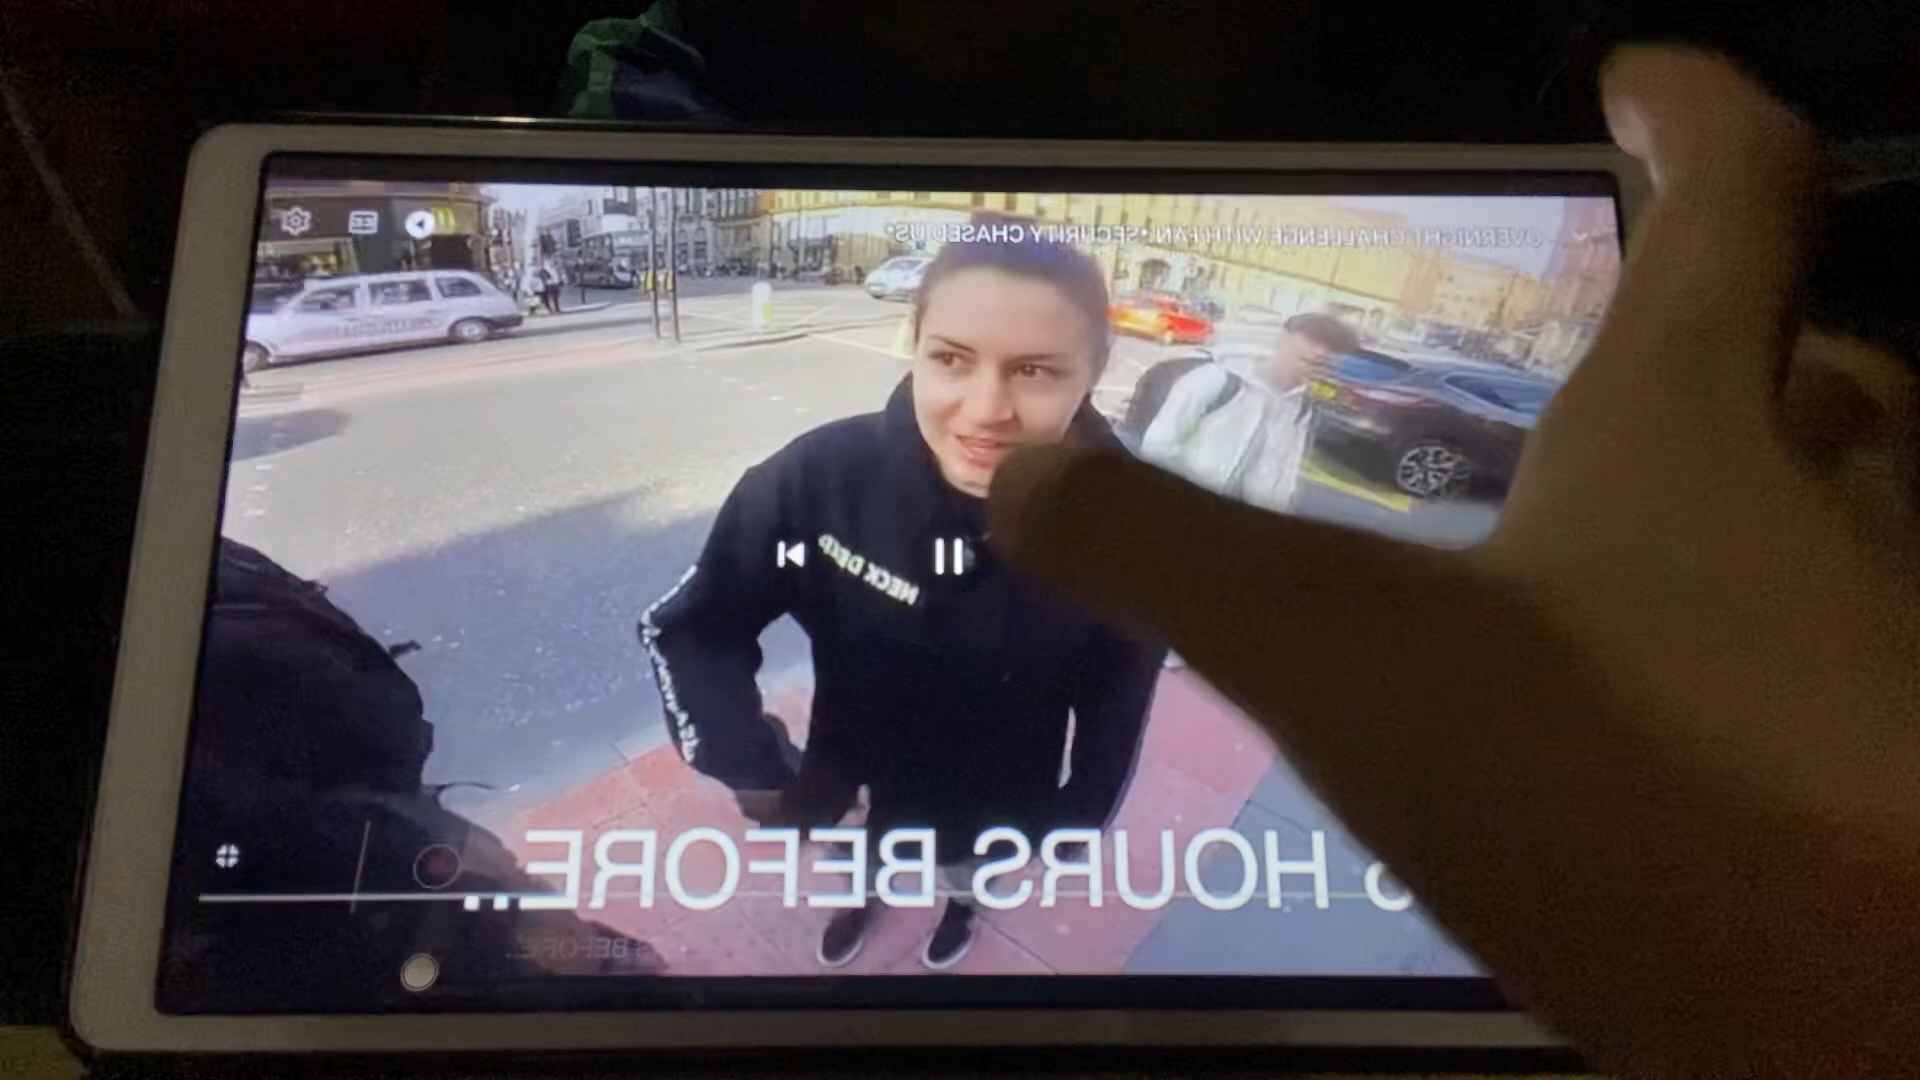 OVERNIGHT CHALLENGE WITH FAN *SECURITY CHASED US*
NECK DEEP
HOURS BEFORE...